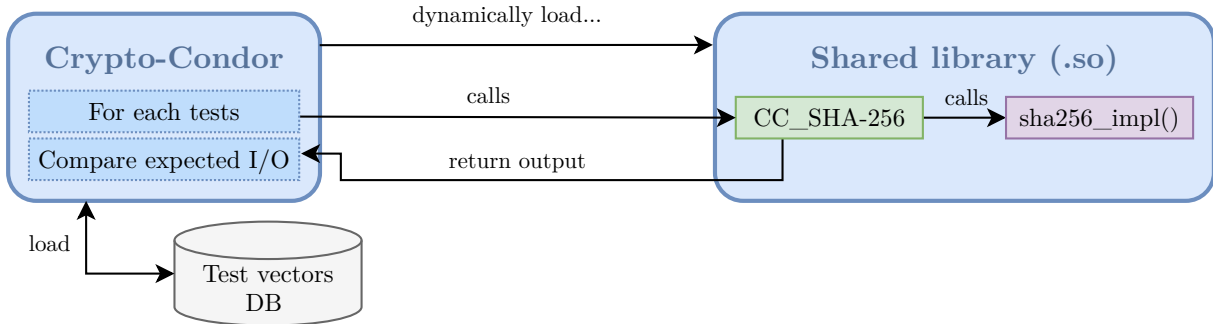 dynamically load...
Crypto-Condor
Shared library (.so)
For each tests
calls
CC_SHA-256
calls
sha256_impl()
Compare expected I/O
return output
load
Test vectors
DB